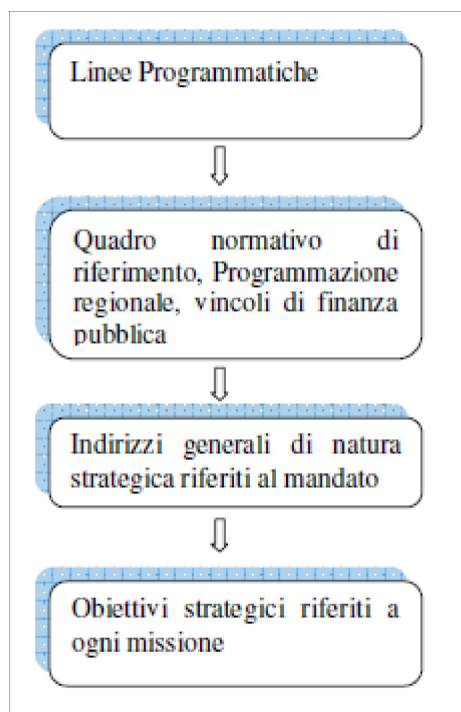 Linee Programmatiche
Quadro normativo di
riferimento, Programmazione
regionale, vincoli di finanza
pubblica
Indirizzi generali di natura
strategica riferiti al mandato
Obiettivi strategici riferiti a
ogni missione